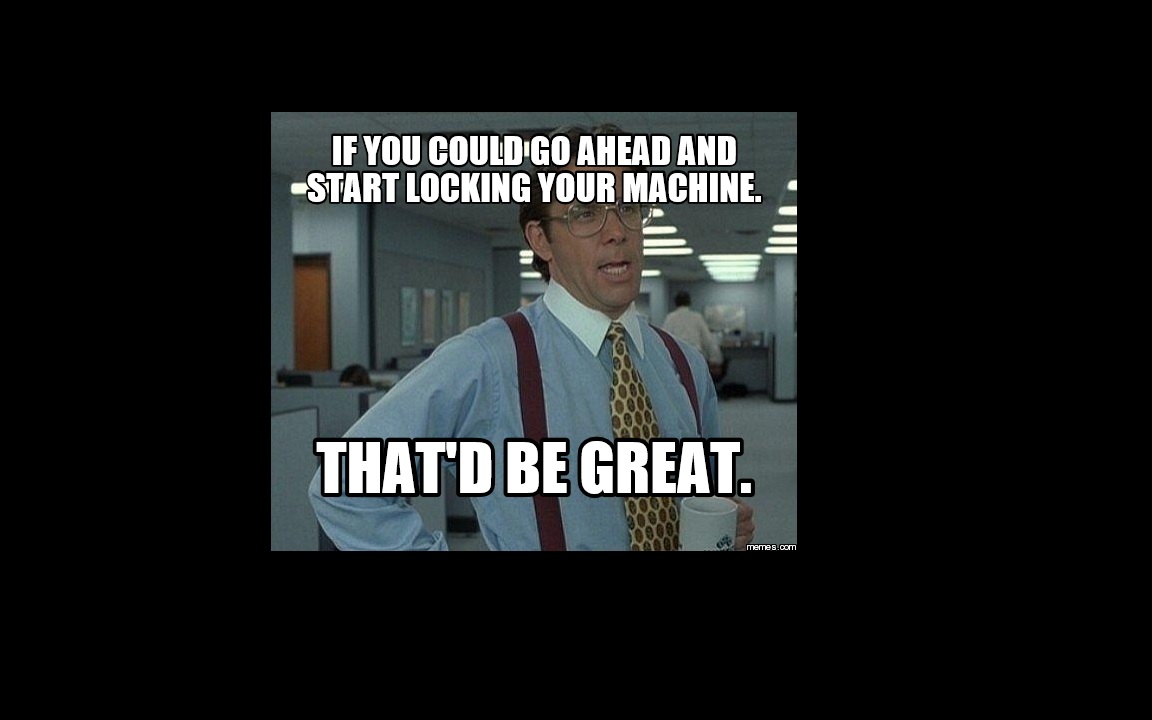 IF YOU COULD GO AHEAD AND
START LOCKING YOUR MACHINE.
THAT'D BE GREAT.
memes.com